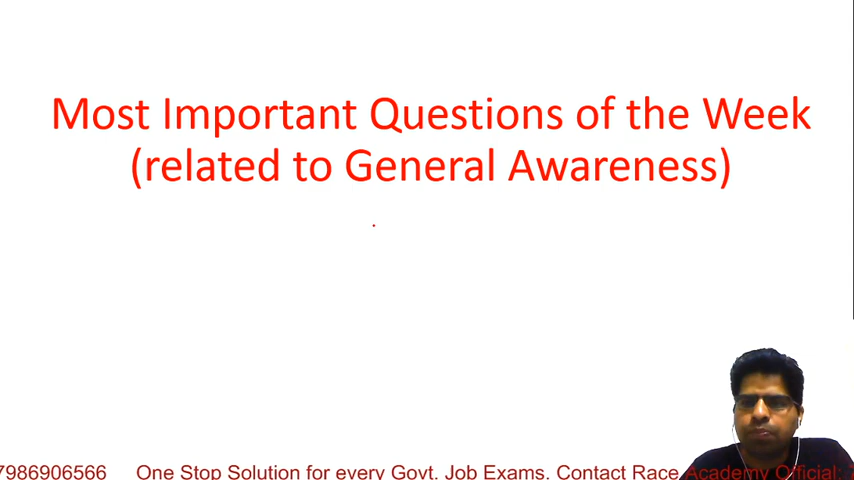 Most Important Questions of the Week
(related to General Awareness)
7986906566 One Stop Solution for every Govt. Job Exams. Contact Race Academy Official: